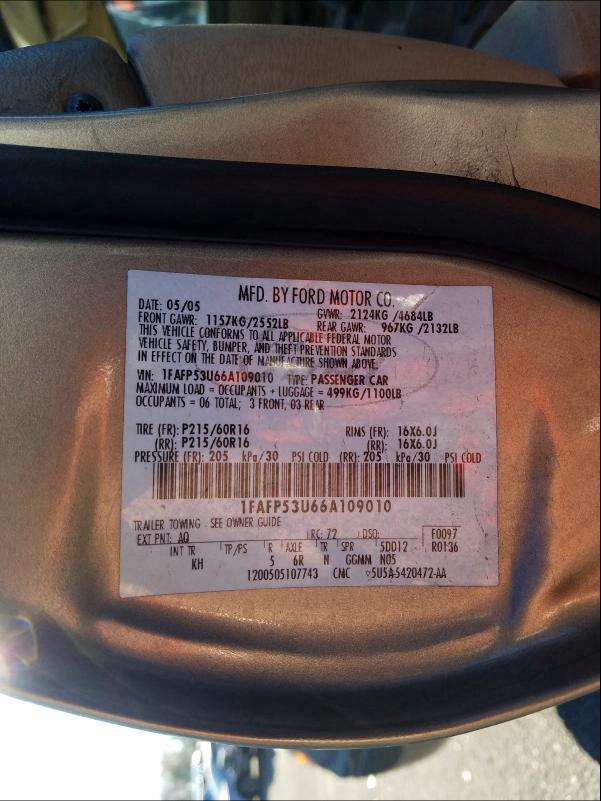 MFD. BY FORD MOTOR CO.
DATE: 05/05 GVWR: 2124KG /4684LB
FRONT GAWR: 1157KG/2552LB REAR GAWR: 967KG /2132LB
THIS VEHICLE CONFORMS TO ALL APPLICABLE FEDERAL MOTOR
VEHICLE SAFETY, BUMPER, AND THEFT PREVENTION STANDARDS
IN EFFECT ON THE DATE OF MANUFACTURE SHOWN ABOVE.
VIN: 1FAFP53U66A109010 TYPE: PASSENGER CAR
MAXIMUM LOAD = OCCUPANTS + LUGGAGE = 499KG/1100LB
OCCUPANTS = 06 TOTAL; 3 FRONT, 03 REAR
TIRE (FR): P215/60R16 RIMS (FR): 16X6.0J
(RR): P215/60R16 (RR): 16X6.0J
PRESSURE (FR): 205 kPa/30 PSI COLD (RR): 205 kPa/30 PSI COLD
1FAFP53U66A109010
TRAILER TOWING - SEE OWNER GUIDE
EXT PNT: AQ RC: 72 DSO: F0097
INT TR TP/PS R AXLE TR SPR 5DD12 R0136
KH 5 6R N GGMM N05
1200505107743 CMC 5U5A-5420472-AA